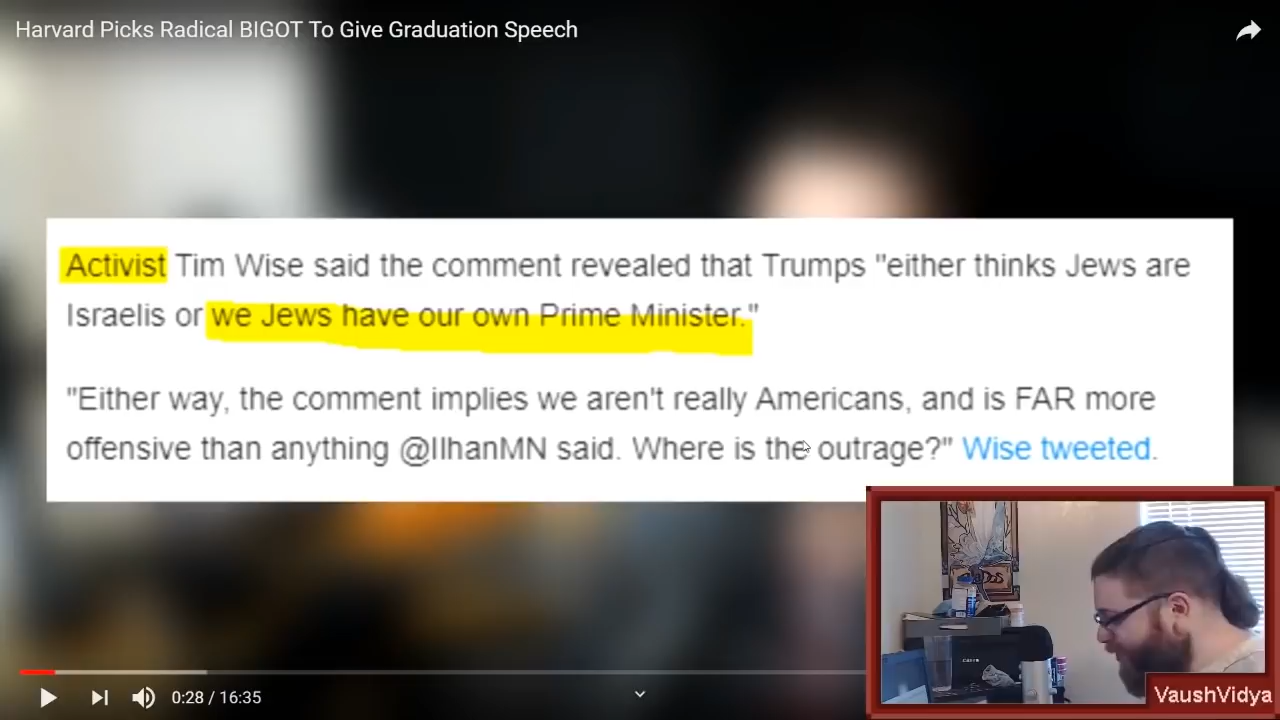 Harvard Picks Radical BIGOT To Give Graduation Speech
Activist Tim Wise said the comment revealed that Trumps "either thinks Jews are
Israelis or we Jews have our own Prime Minister."
"Either way, the comment implies we aren't really Americans, and is FAR more
offensive than anything @IlhanMN said. Where is the outrage?" Wise tweeted.
0:28 / 16:35
VaushVidya